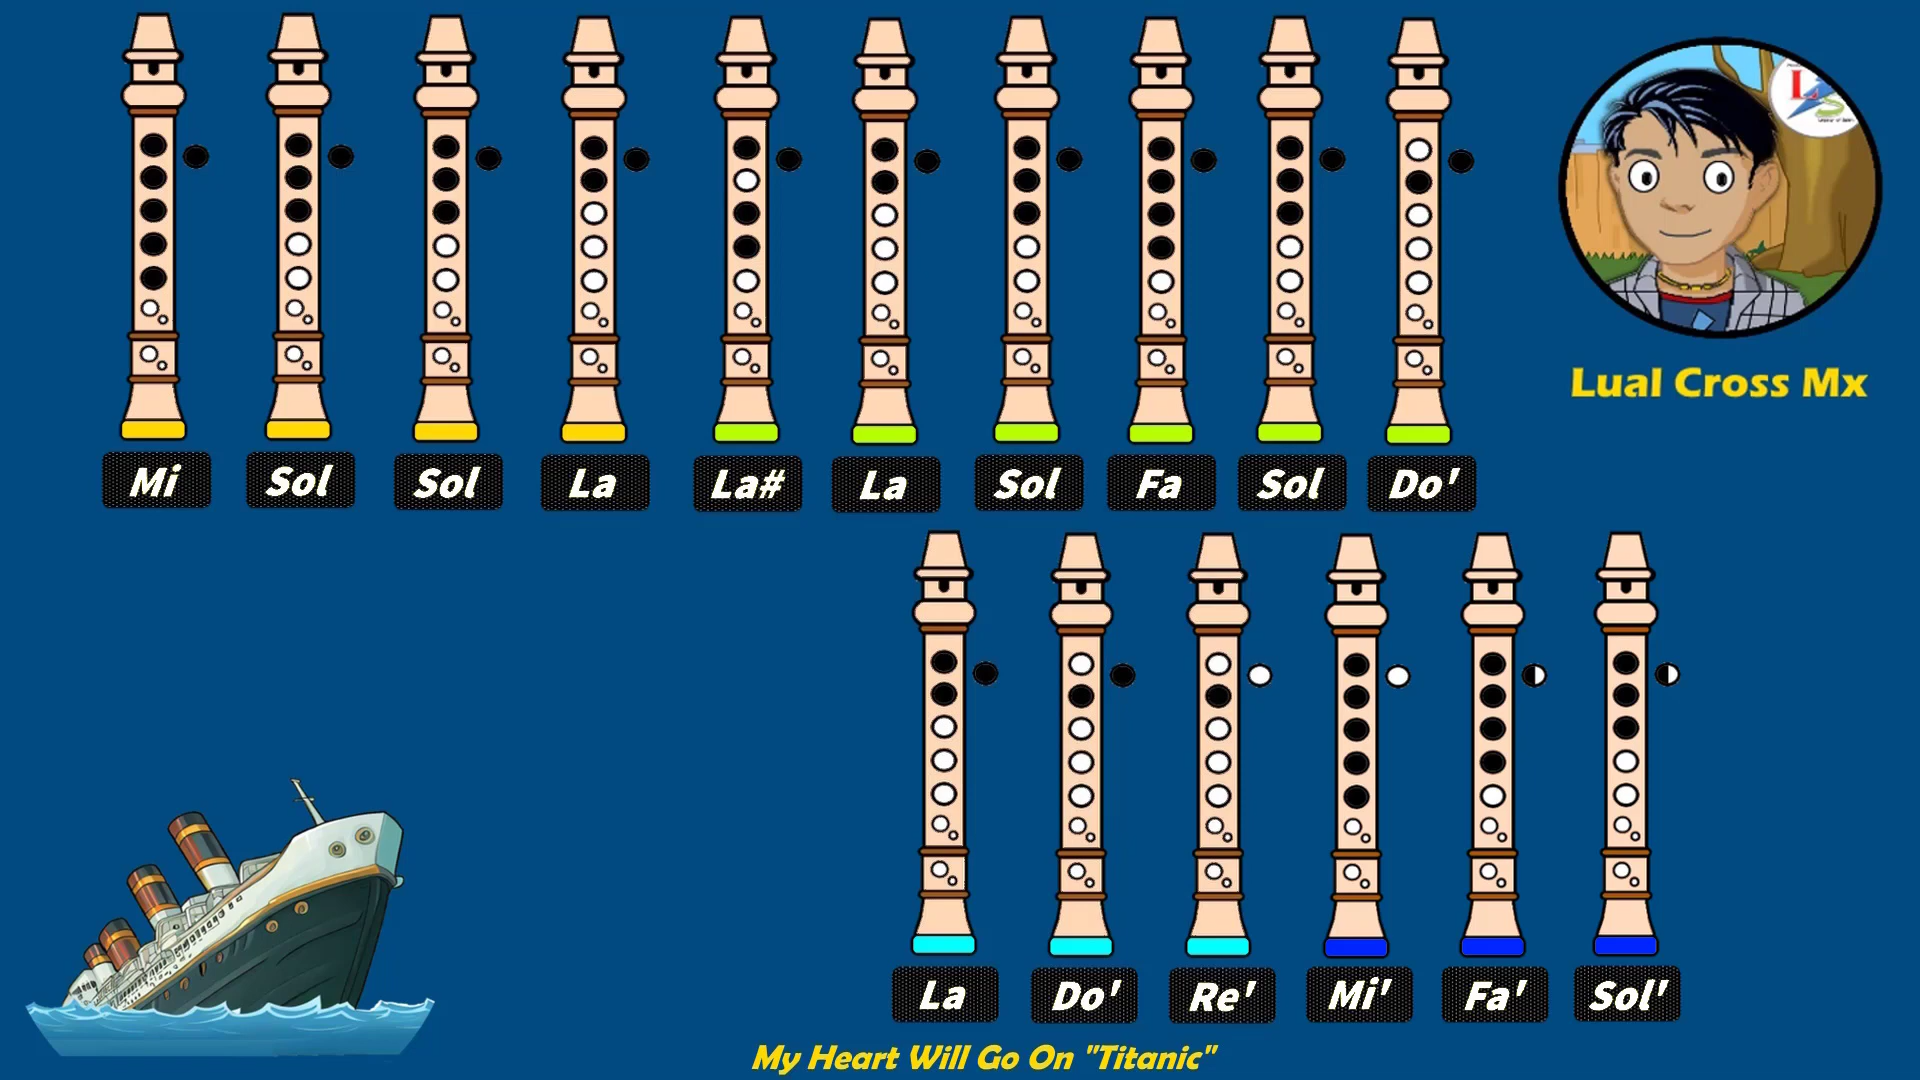 Mi Sol Sol La La# La Sol Fa Sol Do'
Lual Cross Mx
La Do' Re' Mi' Fa' Sol'
My Heart Will Go On "Titanic"